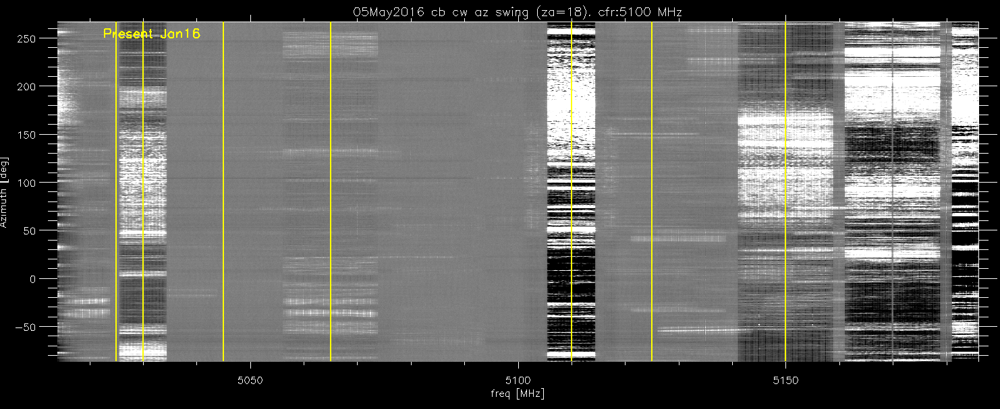 05May2016 cb cw az swing (za=18). cfr:5100 MHz
Present Jan16
250
200
150
100
50
0
-50
Azimuth [deg]
5050
5100
5150
freq [MHz]